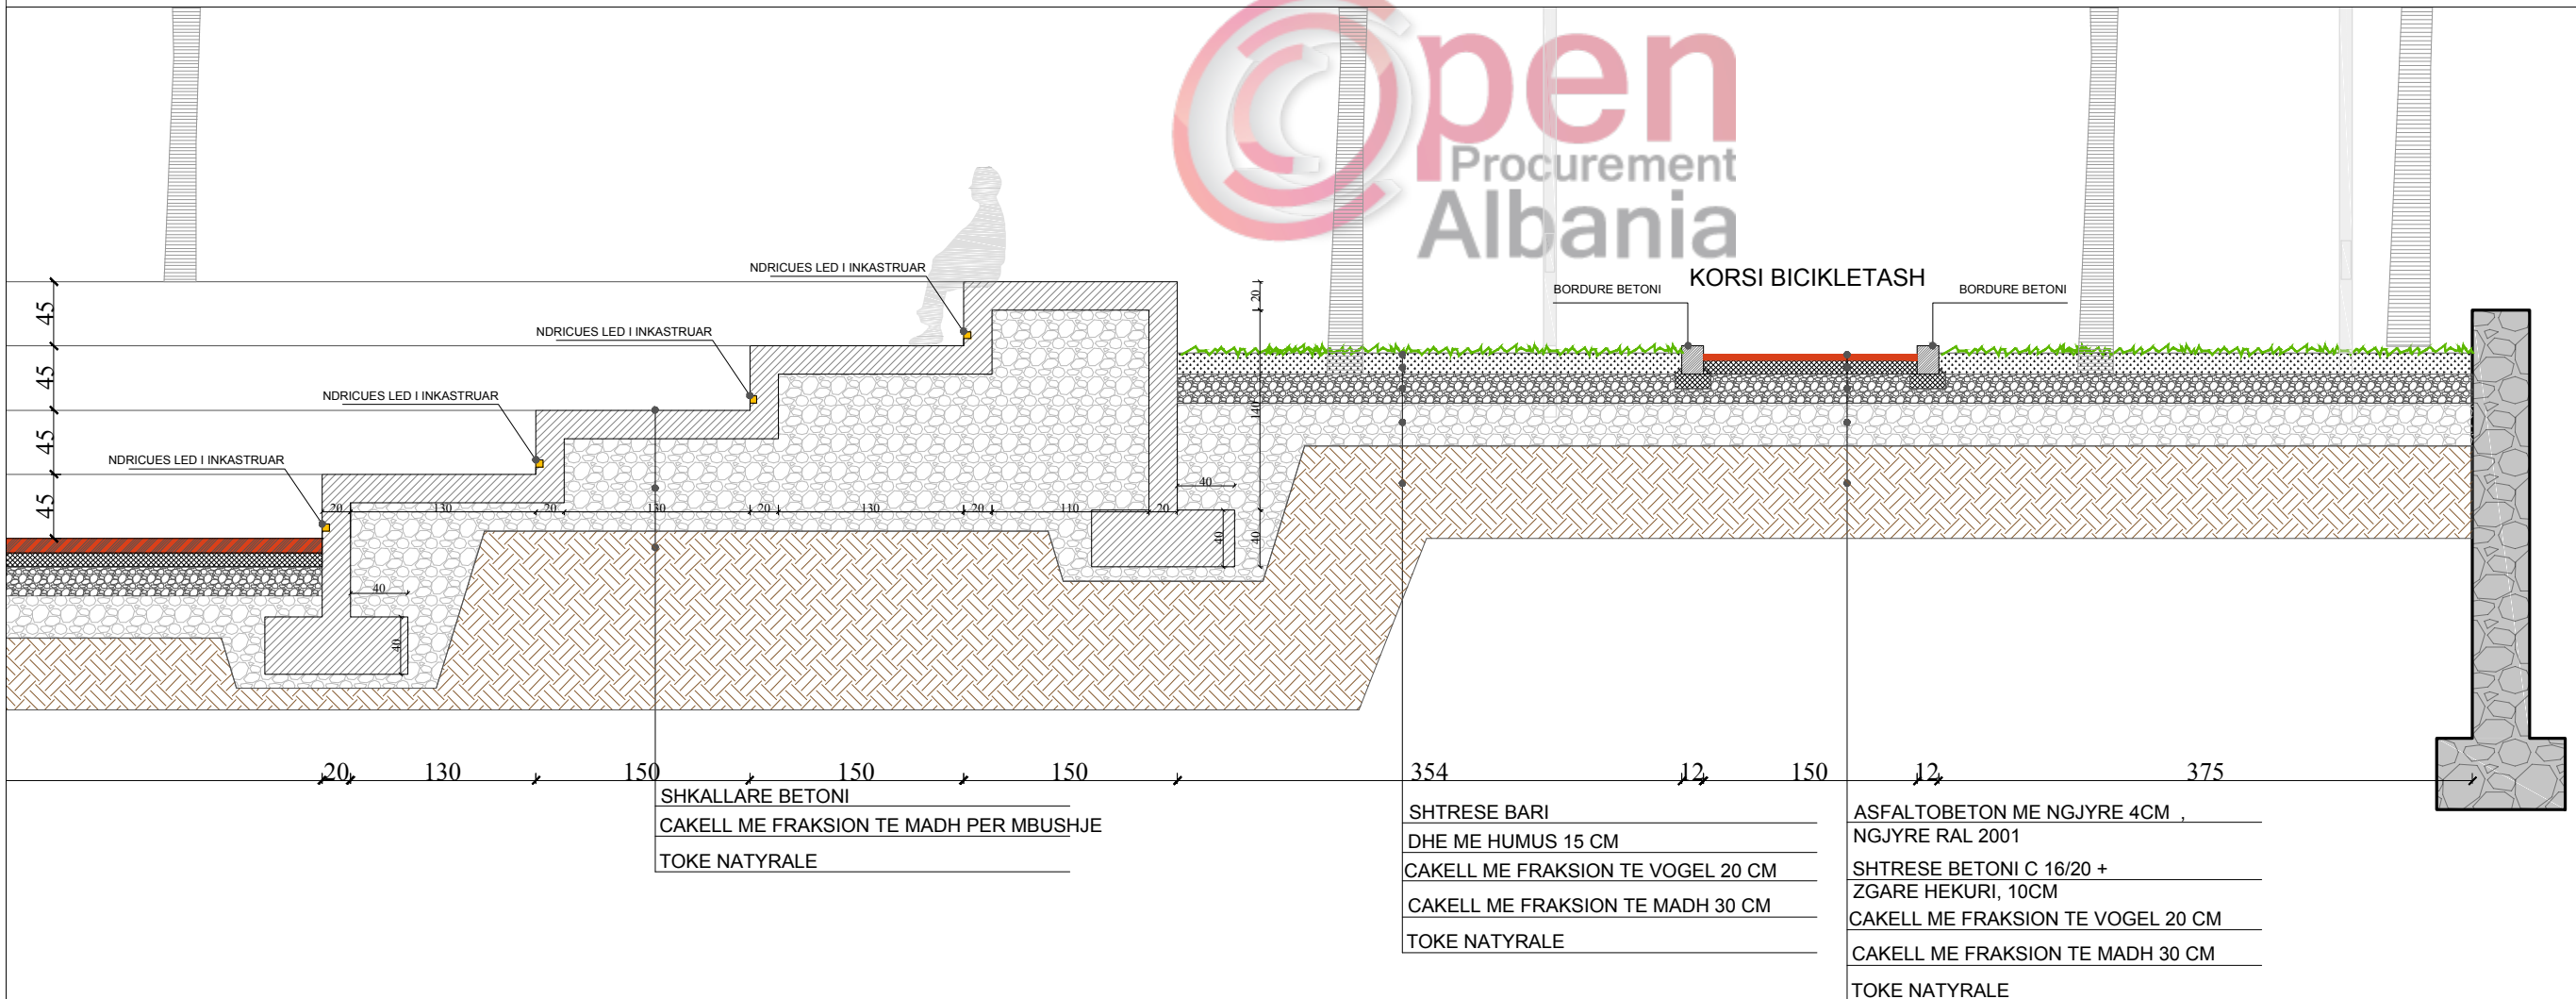 Open
Procurement
Albania
NDRICUES LED I INKASTRUAR
KORSI BICIKLETASH
BORDURE BETONI
BORDURE BETONI
NDRICUES LED I INKASTRUAR
NDRICUES LED I INKASTRUAR
NDRICUES LED I INKASTRUAR
45
45
45
45
20
140
40
40
40
20
130
20
130
20
130
20
110
20
40
40
20
130
150
150
150
354
12
150
12
375
SHKALLARE BETONI
CAKELL ME FRAKSION TE MADH PER MBUSHJE
TOKE NATYRALE
SHTRESE BARI
DHE ME HUMUS 15 CM
CAKELL ME FRAKSION TE VOGEL 20 CM
CAKELL ME FRAKSION TE MADH 30 CM
TOKE NATYRALE
ASFALTOBETON ME NGJYRE 4CM ,
NGJYRE RAL 2001
SHTRESE BETONI C 16/20 +
ZGARE HEKURI, 10CM
CAKELL ME FRAKSION TE VOGEL 20 CM
CAKELL ME FRAKSION TE MADH 30 CM
TOKE NATYRALE